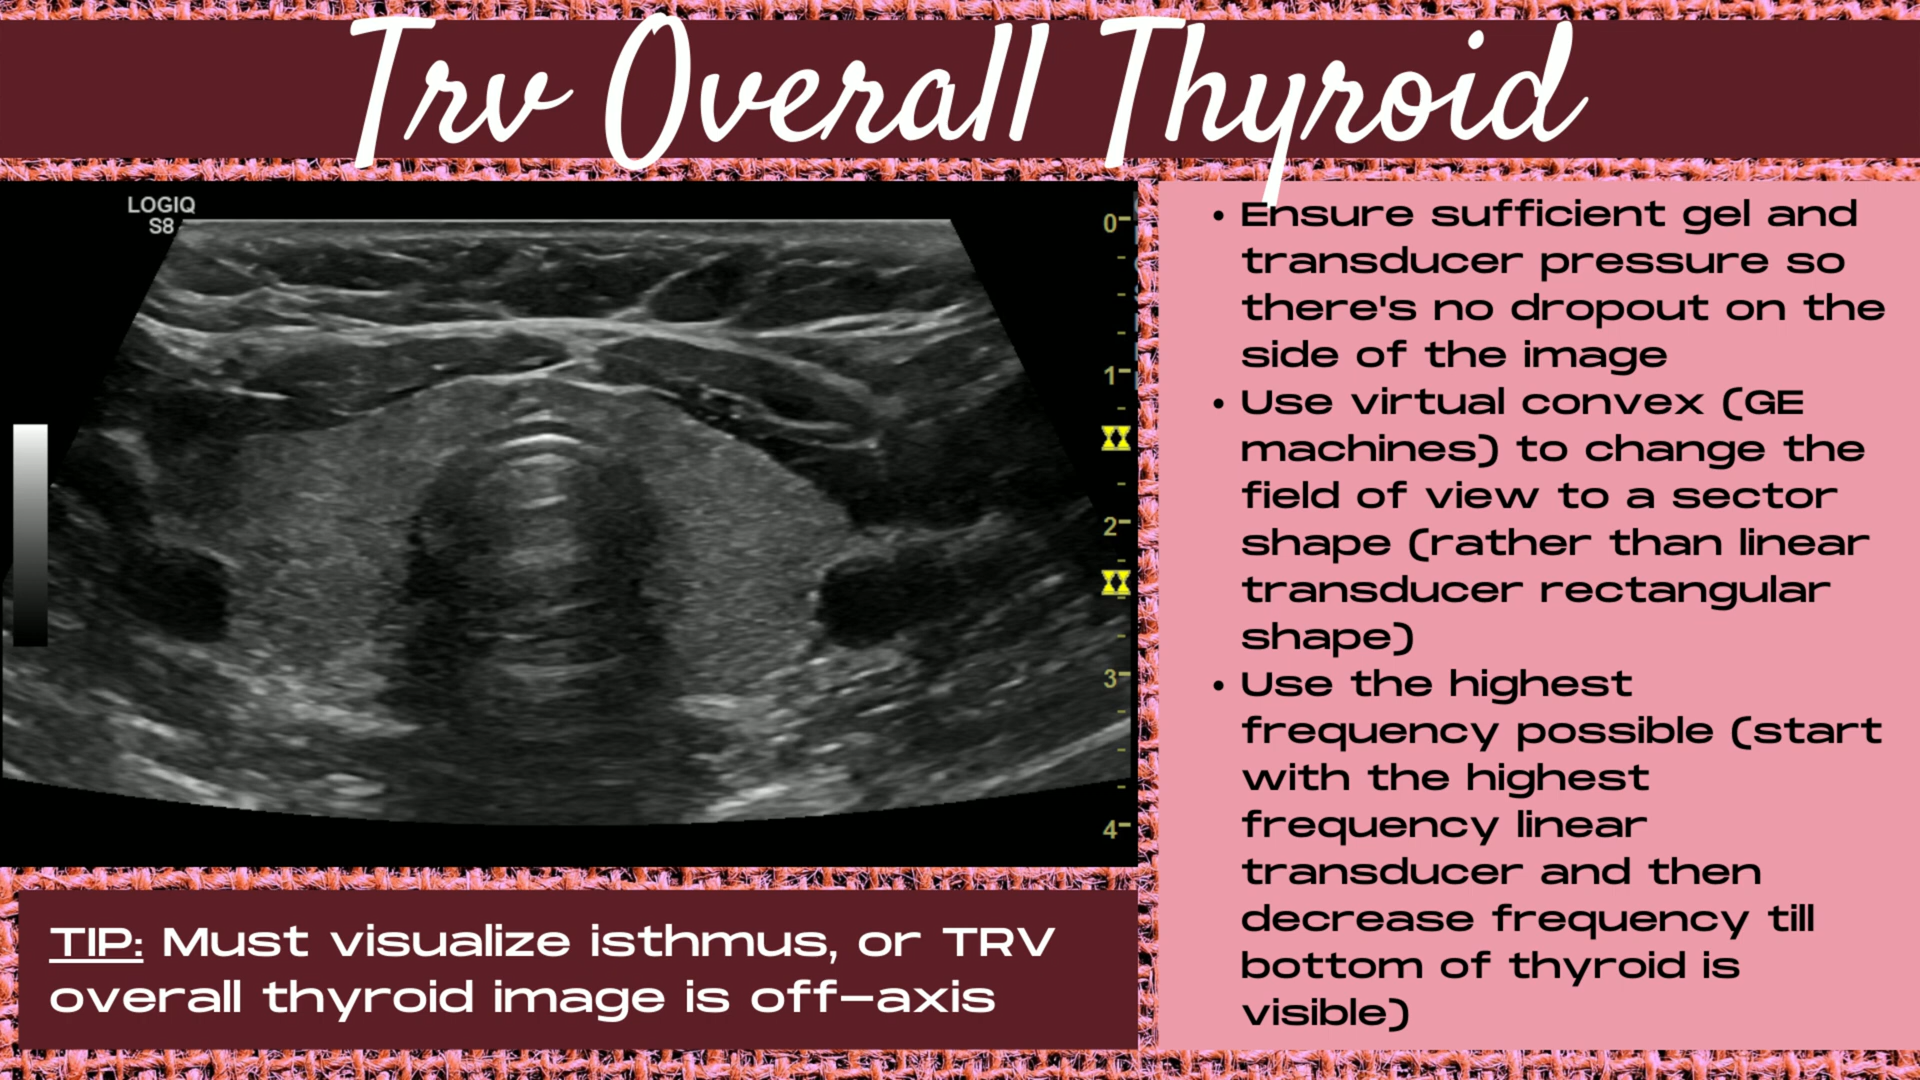 Trv Overall Thyroid
LOGIQ
S8
0
1
2
3
4
• Ensure sufficient gel and
transducer pressure so
there's no dropout on the
side of the image
• Use virtual convex (GE
machines) to change the
field of view to a sector
shape (rather than linear
transducer rectangular
shape)
• Use the highest
frequency possible (start
with the highest
frequency linear
transducer and then
decrease frequency till
bottom of thyroid is
visible)
TIP: Must visualize isthmus, or TRV
overall thyroid image is off-axis